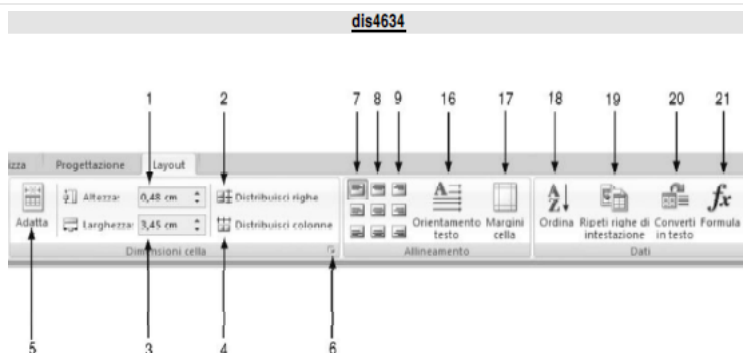 dis4634
1 2 7 8 9 16 17 18 19 20 21
izza Progettazione Layout
Adatta
Altezza: 0,48 cm
Distribuisci righe
Larghezza: 3,45 cm
Distribuisci colonne
Dimensioni cella
Orientamento testo
Margini cella
Allineamento
A Z
Ordina
Ripeti righe di intestazione
Converti in testo
fx
Formula
Dati
5 3 4 6